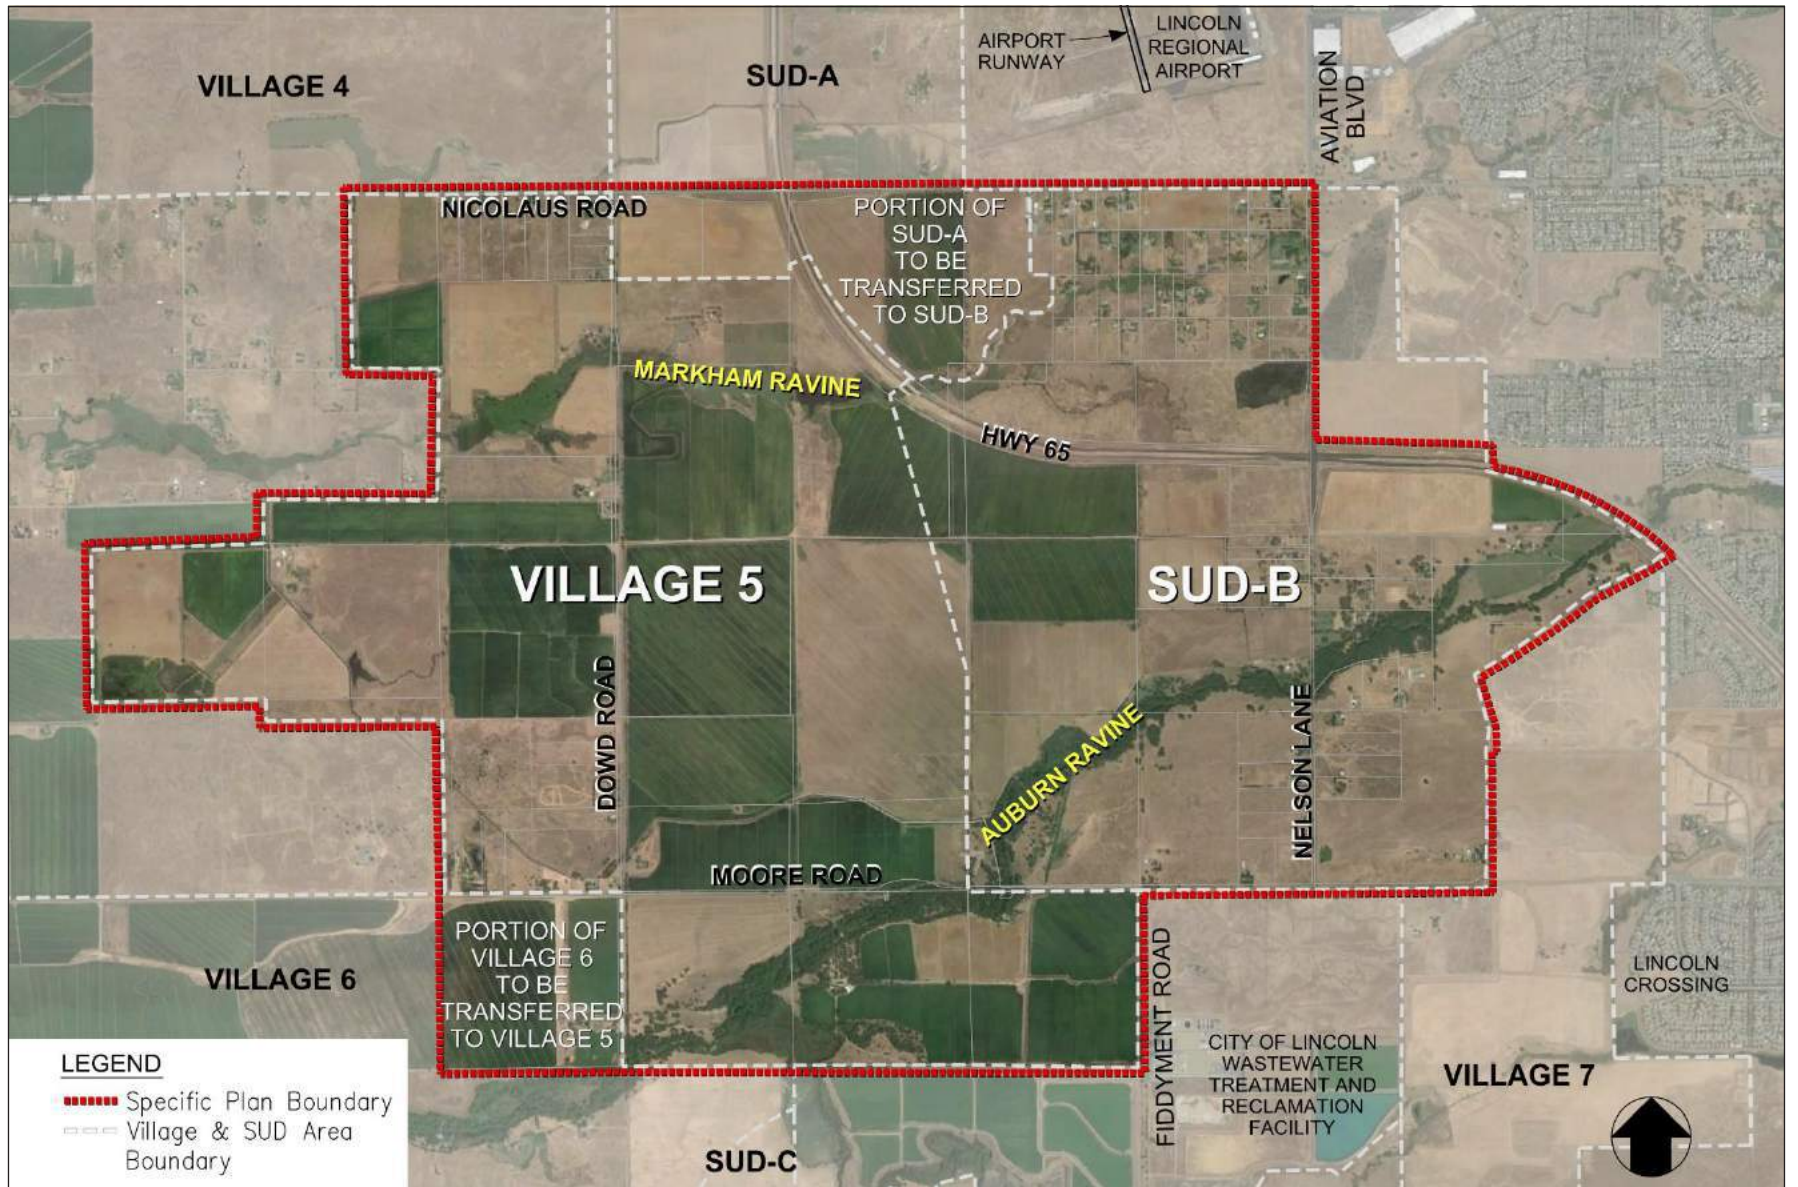 VILLAGE 4
SUD-A
AIRPORT
RUNWAY
LINCOLN
REGIONAL
AIRPORT
AVIATION
BLVD
NICOLAUS ROAD
PORTION OF
SUD-A
TO BE
TRANSFERRED
TO SUD-B
MARKHAM RAVINE
HWY 65
VILLAGE 5
SUD-B
DOWD ROAD
AUBURN RAVINE
NELSON LANE
MOORE ROAD
PORTION OF
VILLAGE 6
TO BE
TRANSFERRED
TO VILLAGE 5
VILLAGE 6
FIDDYMENT ROAD
LINCOLN
CROSSING
CITY OF LINCOLN
WASTEWATER
TREATMENT AND
RECLAMATION
FACILITY
VILLAGE 7
SUD-C
LEGEND
Specific Plan Boundary
Village & SUD Area
Boundary